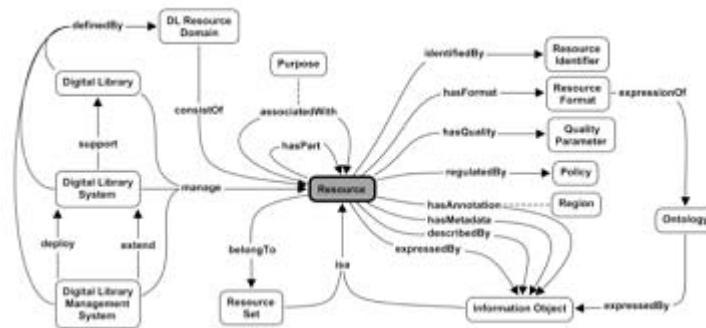 definedBy
DL Resource
Domain
Purpose
identifiedBy
Resource
Identifier
Digital Library
consistOf
associatedWith
hasFormat
Resource
Format
expressionOf
support
hasPart
hasQuality
Quality
Parameter
Digital Library
System
manage
Resource
regulatedBy
Policy
hasAnnotation
Region
hasMetadata
Ontology
deploy
extend
belongTo
describedBy
expressedBy
isa
Digital Library
Management
System
Resource
Set
Information Object
expressedBy